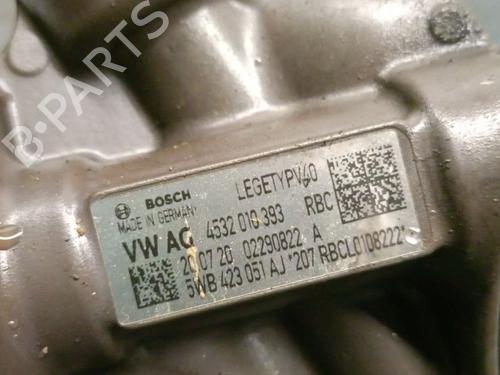 B-PARTS
BOSCH LEGETYPV40
MADE IN GERMANY
VW AG 4532 010 393 RBC
20 07 20 02290822 A
5WB 423 051 AJ *207 RBCL0108222*